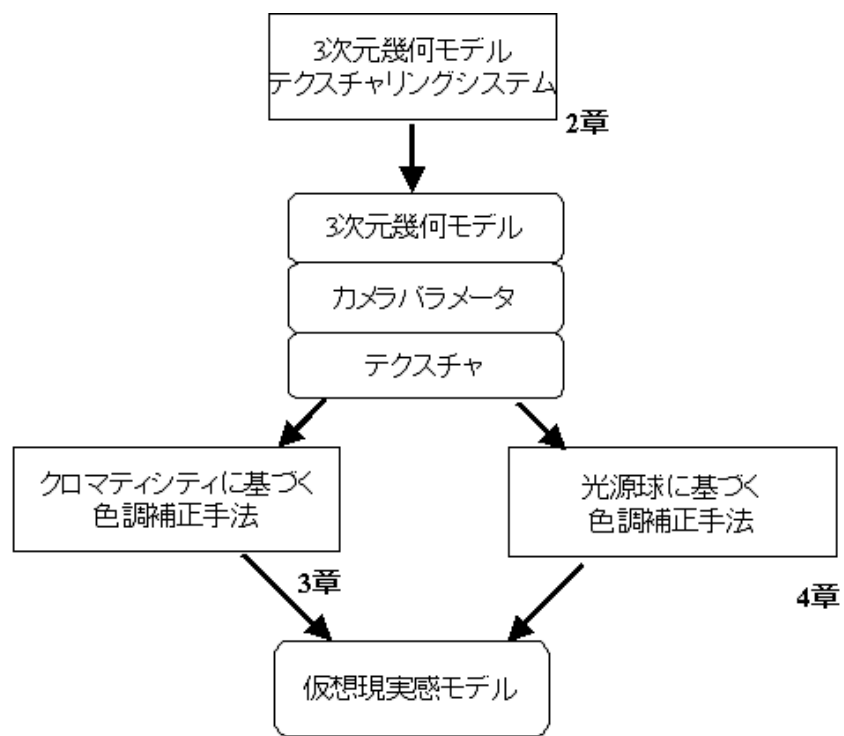 3次元幾何モデル
テクスチャリングシステム
2章
3次元幾何モデル
カメラパラメータ
テクスチャ
クロマティシティに基づく
色調補正手法
光源球に基づく
色調補正手法
3章
4章
仮想現実感モデル